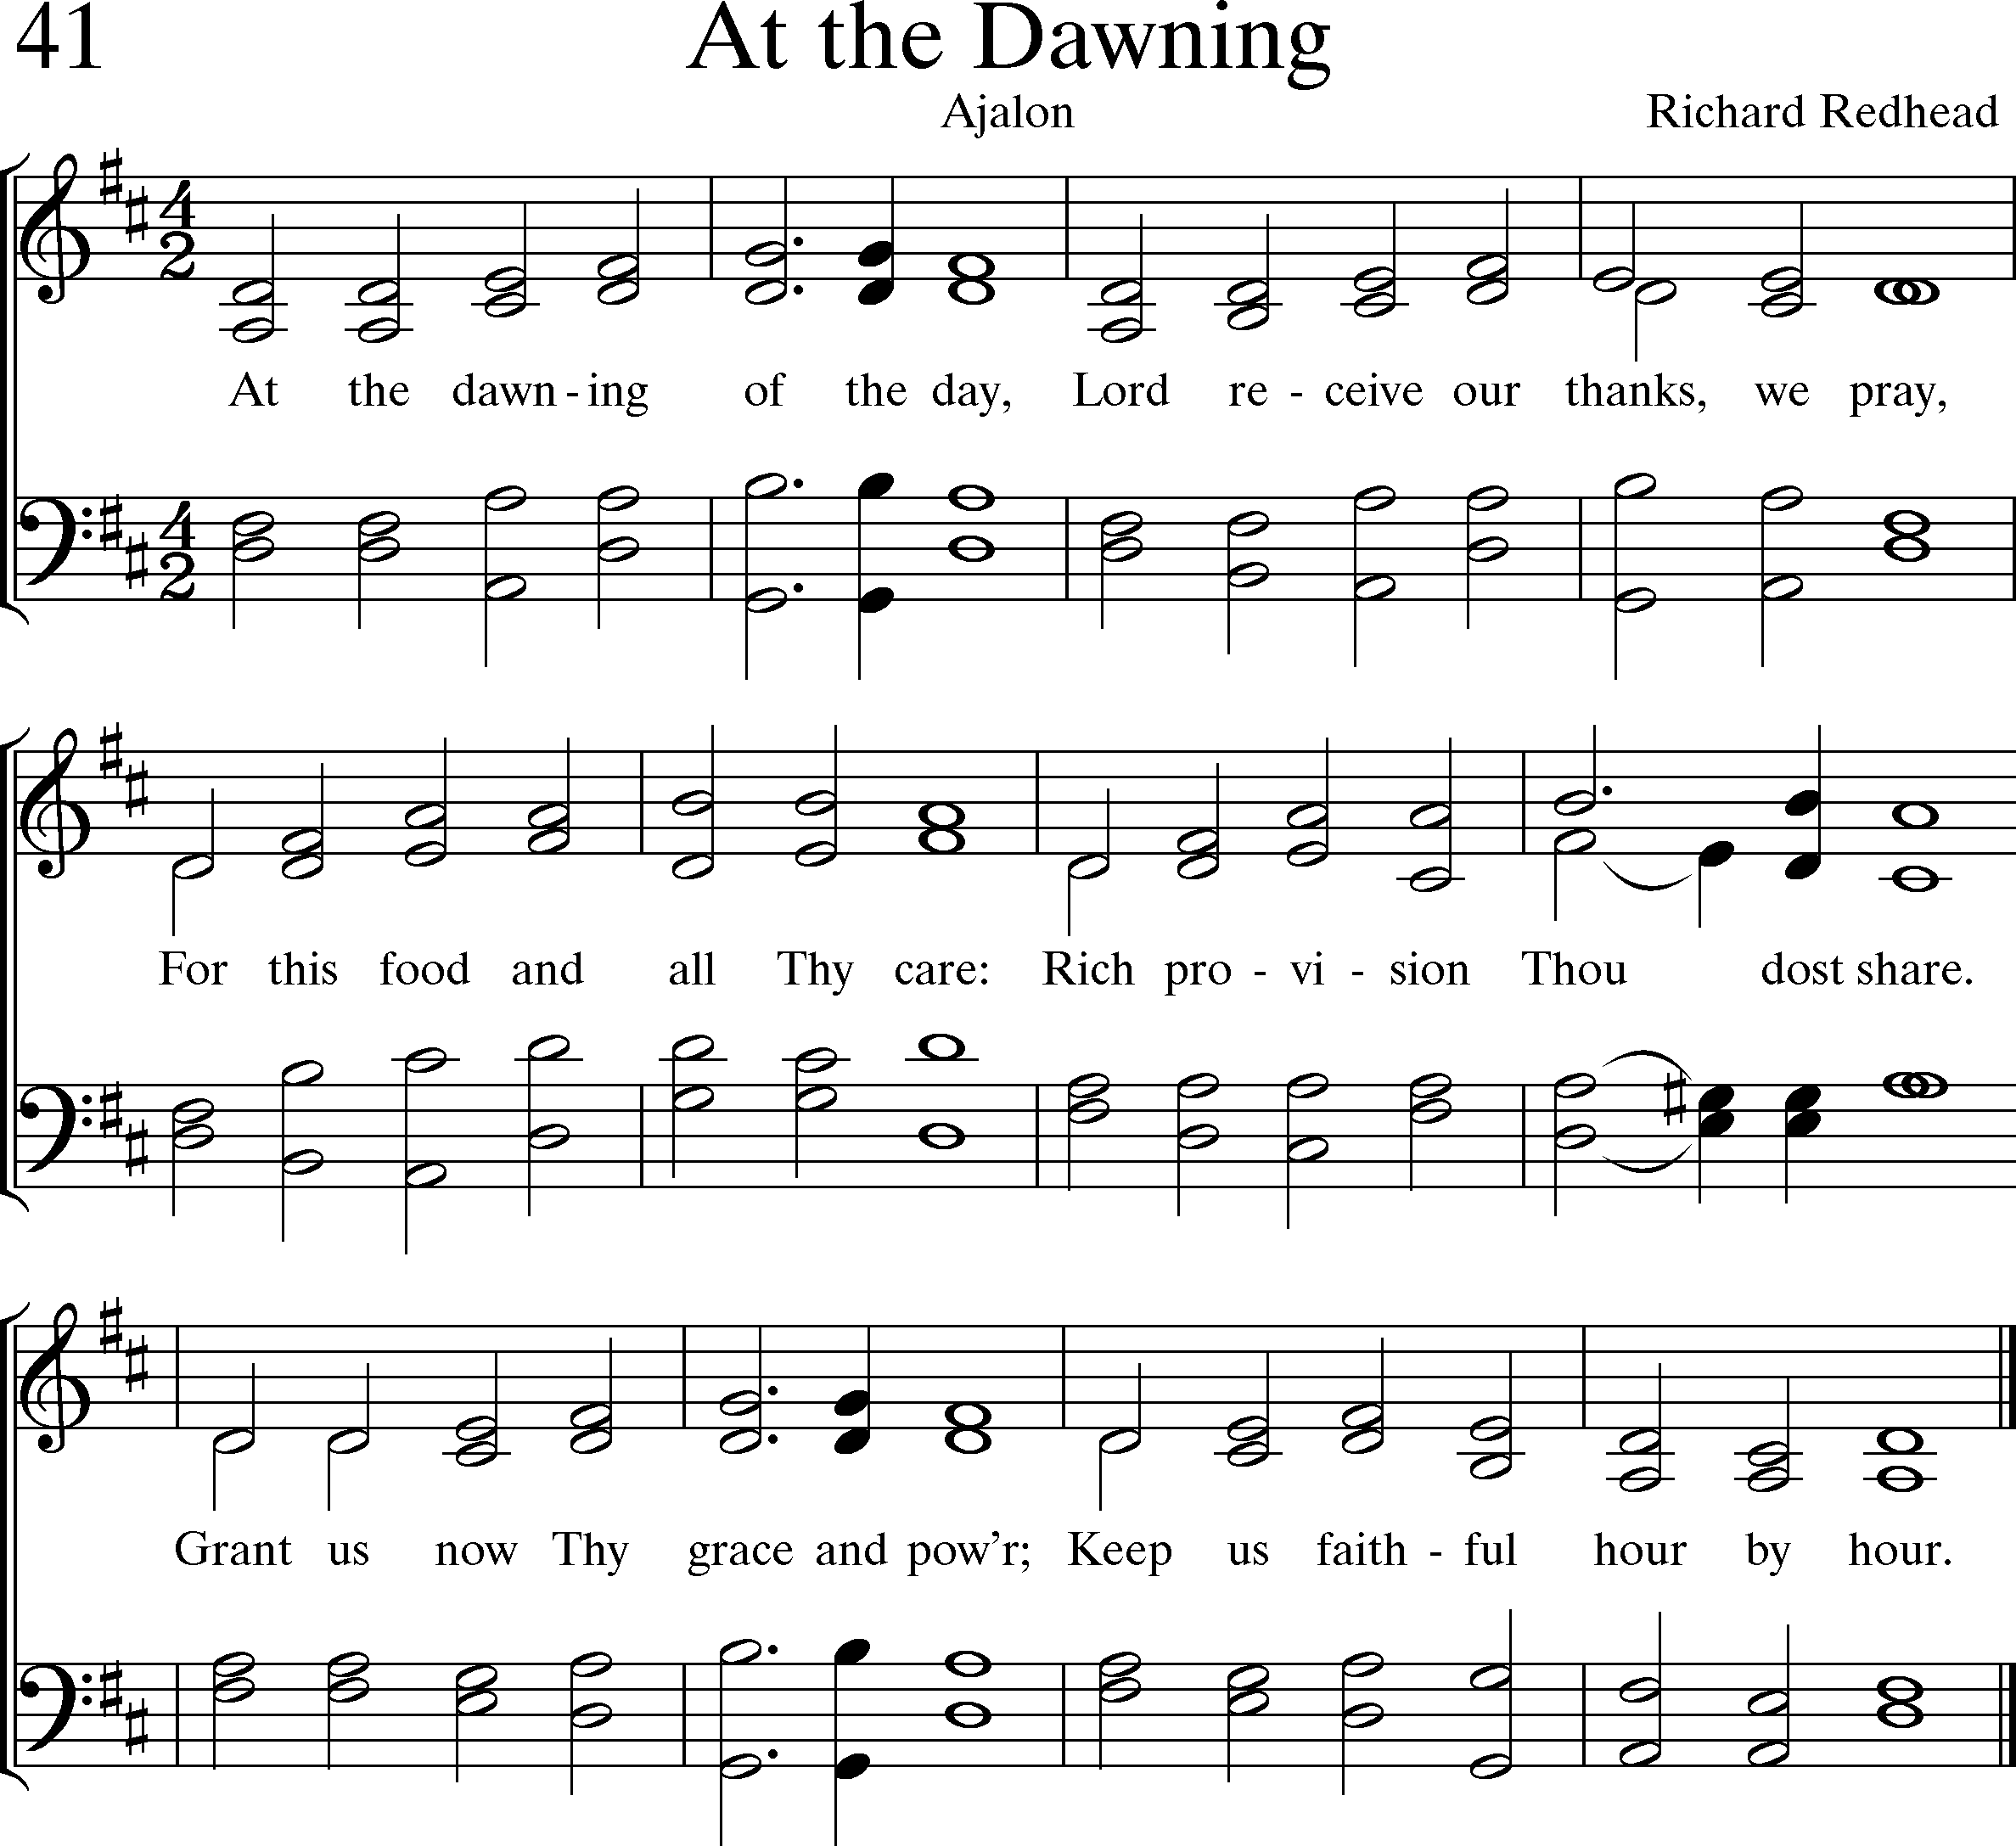 41 At the Dawning
Ajalon Richard Redhead
4
2
At the dawn - ing of the day, Lord re - ceive our thanks, we pray,
4
2
For this food and all Thy care: Rich pro - vi - sion Thou dost share.
Grant us now Thy grace and pow'r; Keep us faith - ful hour by hour.